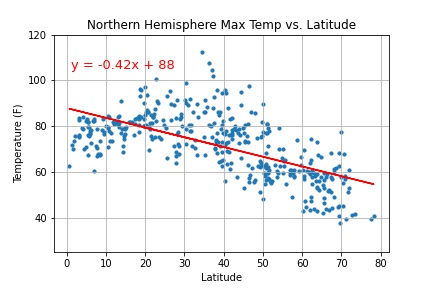 Northern Hemisphere Max Temp vs. Latitude
120
y = -0.42x + 88
100
80
60
40
Temperature (F)
0 10 20 30 40 50 60 70 80
Latitude